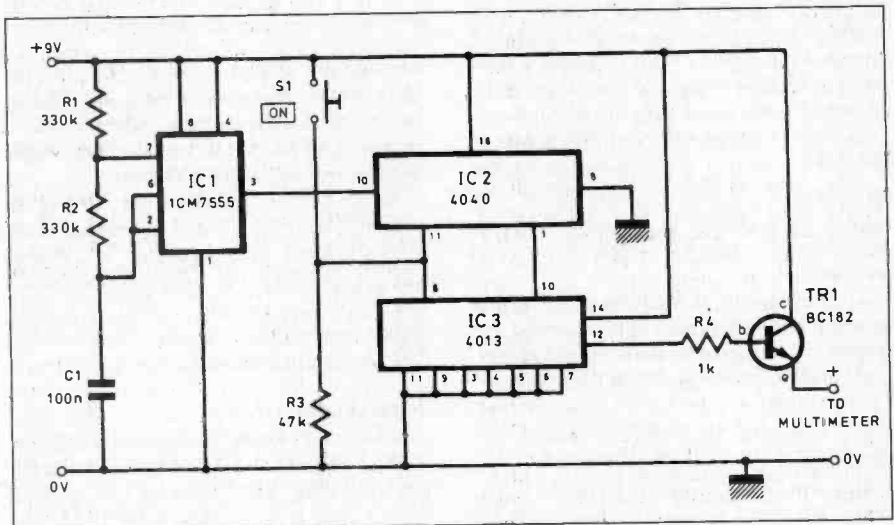 +9V
S1
ON
R1
330k
8
4
16
7
IC1
1CM7555
6
3
10
IC2
4040
8
R2
330k
2
1
11
1
8
10
IC3
4013
14
12
R4
1k
TR1
BC182
c
b
e
C1
100n
11 9 3 4 5 6 7
R3
47k
+
TO
MULTIMETER
0V
0V